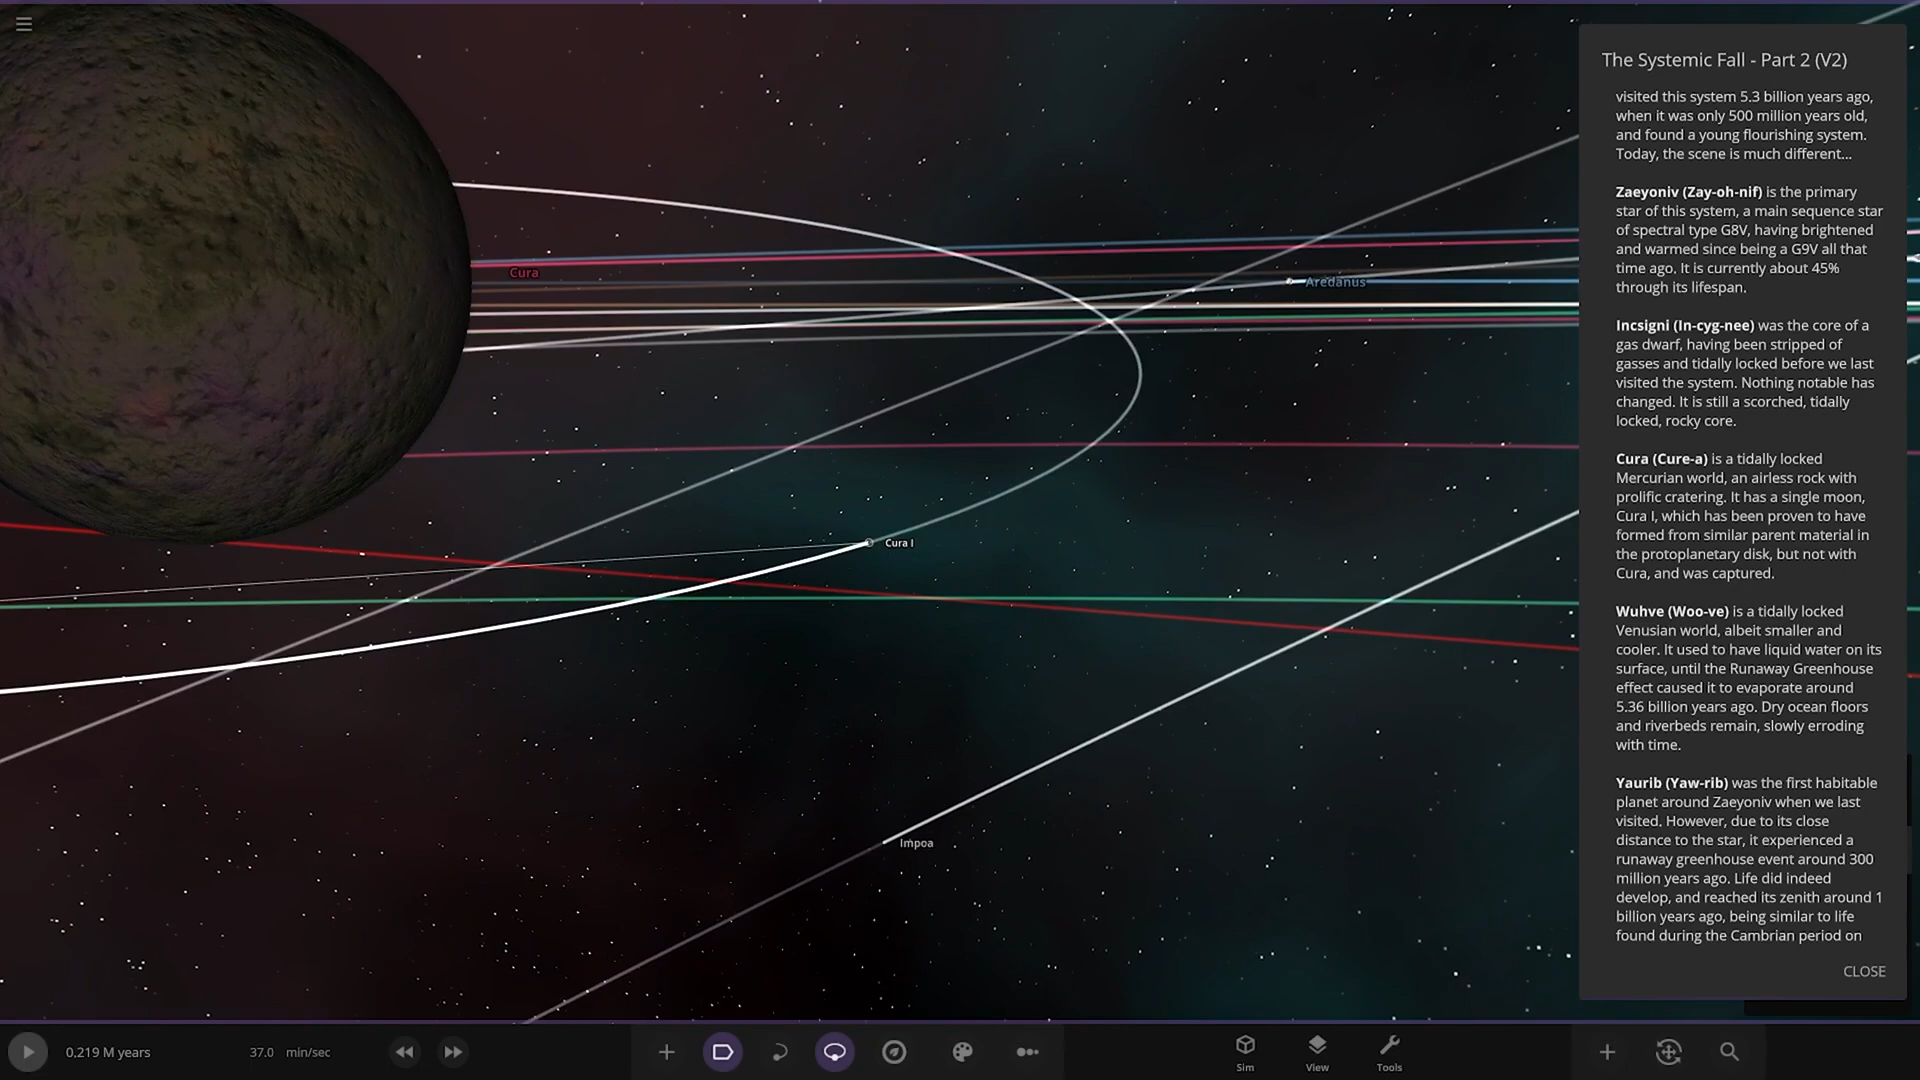 The Systemic Fall - Part 2 (V2)
visited this system 5.3 billion years ago,
when it was only 500 million years old,
and found a young flourishing system.
Today, the scene is much different...
Zaeyoniv (Zay-oh-nif) is the primary
star of this system, a main sequence star
of spectral type G8V, having brightened
and warmed since being a G9V all that
time ago. It is currently about 45%
through its lifespan.
Incsigni (In-cyg-nee) was the core of a
gas dwarf, having been stripped of
gasses and tidally locked before we last
visited the system. Nothing notable has
changed. It is still a scorched, tidally
locked, rocky core.
Cura (Cure-a) is a tidally locked
Mercurian world, an airless rock with
prolific cratering. It has a single moon,
Cura I, which has been proven to have
formed from similar parent material in
the protoplanetary disk, but not with
Cura, and was captured.
Wuhve (Woo-ve) is a tidally locked
Venusian world, albeit smaller and
cooler. It used to have liquid water on its
surface, until the Runaway Greenhouse
effect caused it to evaporate around
5.36 billion years ago. Dry ocean floors
and riverbeds remain, slowly erroding
with time.
Yaurib (Yaw-rib) was the first habitable
planet around Zaeyoniv when we last
visited. However, due to its close
distance to the star, it experienced a
runaway greenhouse event around 300
million years ago. Life did indeed
develop, and reached its zenith around 1
billion years ago, being similar to life
found during the Cambrian period on
CLOSE
Cura
Aredanus
Cura I
Impoa
0.219 M years
37.0 min/sec
Sim
View
Tools